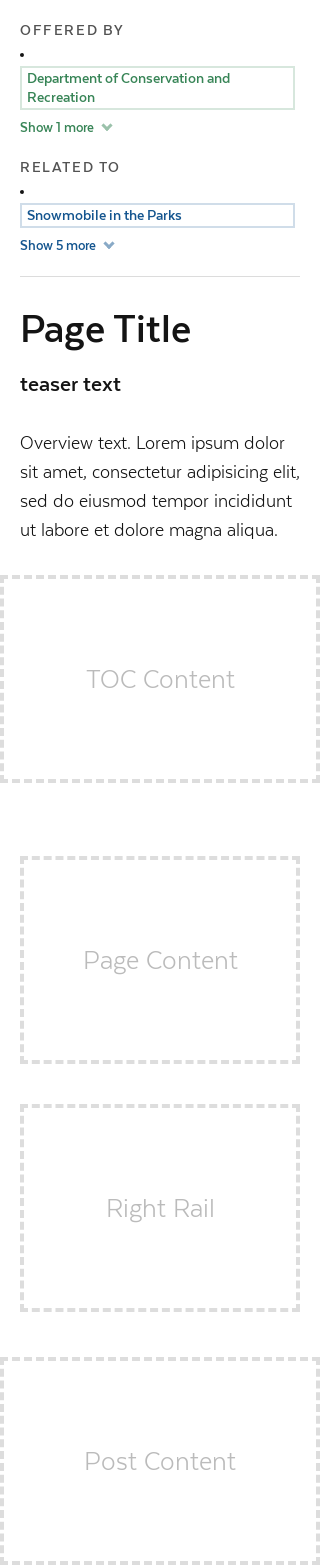 OFFERED BY
Department of Conservation and
Recreation
Show 1 more
RELATED TO
Snowmobile in the Parks
Show 5 more
Page Title
teaser text
Overview text. Lorem ipsum dolor
sit amet, consectetur adipisicing elit,
sed do eiusmod tempor incididunt
ut labore et dolore magna aliqua.
TOC Content
Page Content
Right Rail
Post Content